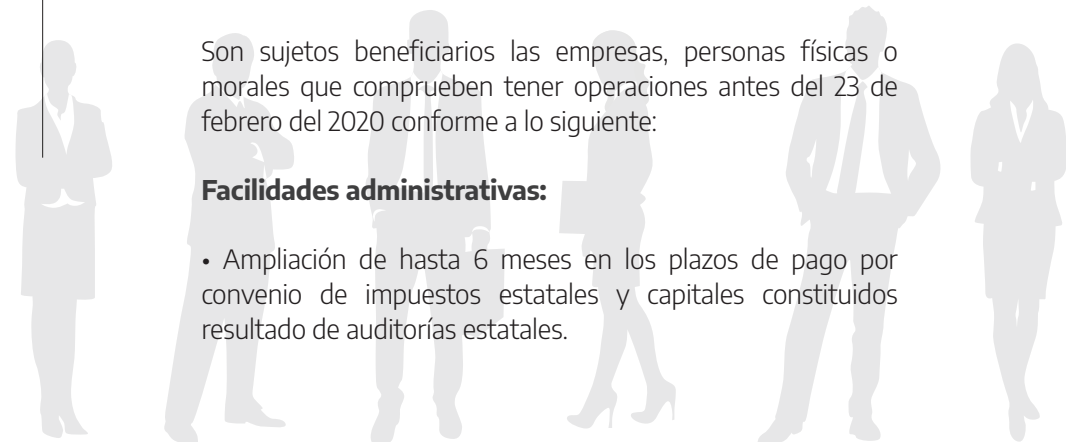 Son sujetos beneficiarios las empresas, personas físicas o
morales que comprueben tener operaciones antes del 23 de
febrero del 2020 conforme a lo siguiente:
Facilidades administrativas:
• Ampliación de hasta 6 meses en los plazos de pago por
convenio de impuestos estatales y capitales constituidos
resultado de auditorías estatales.